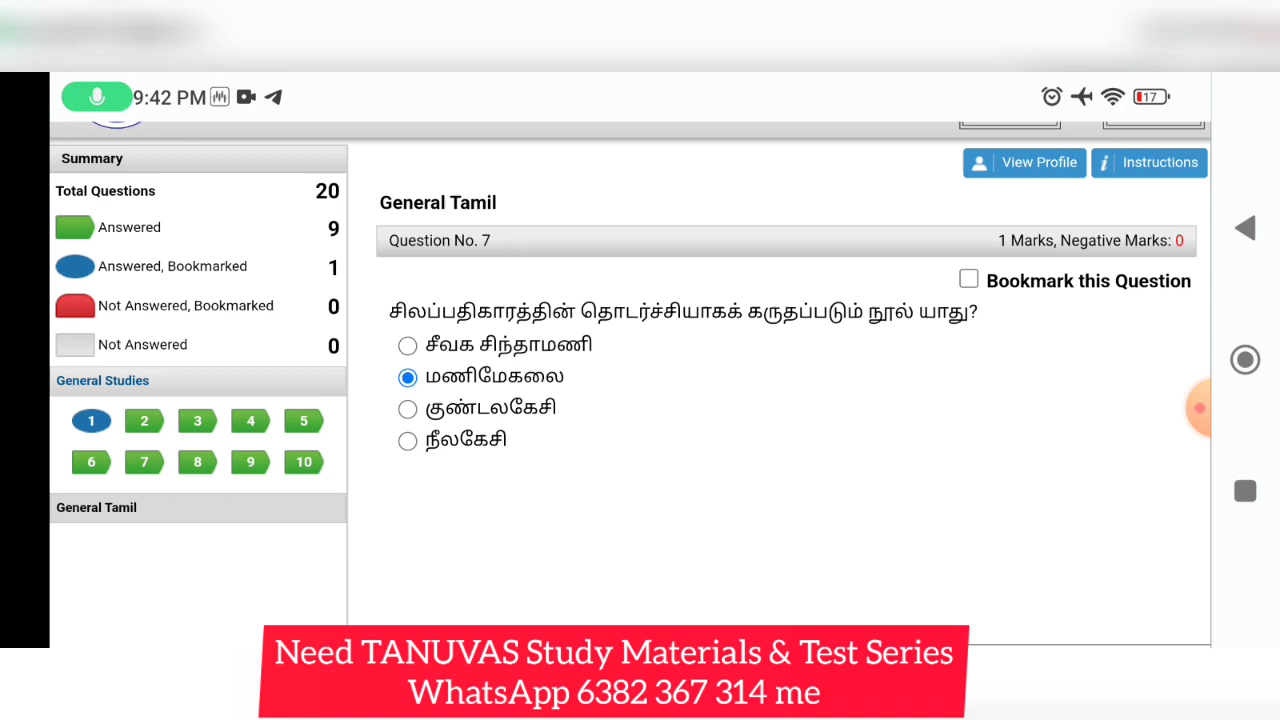 9:42 PM
17
Summary
Total Questions 20
Answered 9
Answered, Bookmarked 1
Not Answered, Bookmarked 0
Not Answered 0
General Studies
1 2 3 4 5
6 7 8 9 10
General Tamil
View Profile
i Instructions
General Tamil
Question No. 7
1 Marks, Negative Marks: 0
Bookmark this Question
சிலப்பதிகாரத்தின் தொடர்ச்சியாகக் கருதப்படும் நூல் யாது?
சீவக சிந்தாமணி
மணிமேகலை
குண்டலகேசி
நீலகேசி
Need TANUVAS Study Materials & Test Series
WhatsApp 6382 367 314 me